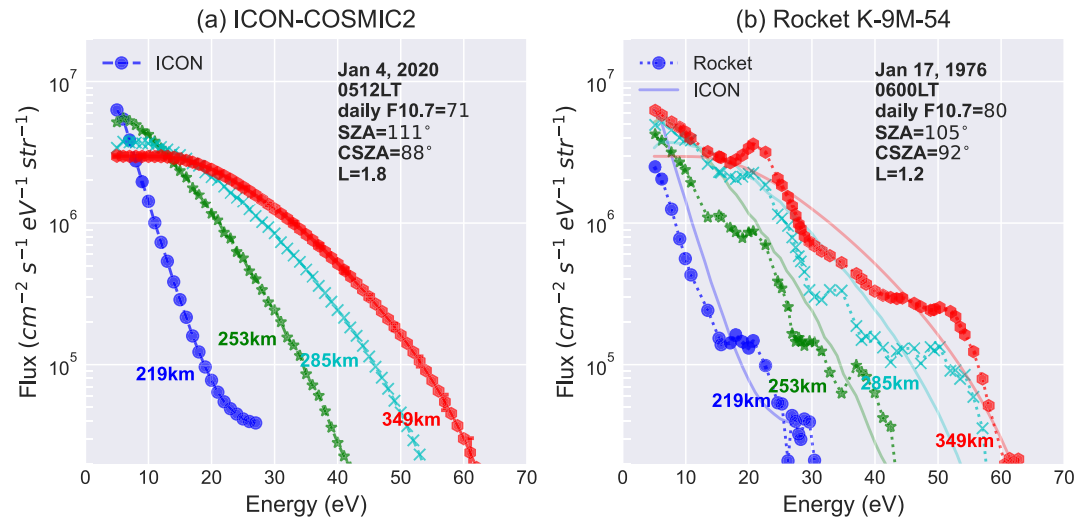 (a) ICON-COSMIC2
ICON
Jan 4, 2020
0512LT
daily F10.7=71
SZA=111°
CSZA=88°
L=1.8
10⁷
10⁶
10⁵
Flux (cm⁻² s⁻¹ eV⁻¹ str⁻¹)
219km
253km
285km
349km
0 10 20 30 40 50 60 70
Energy (eV)
(b) Rocket K-9M-54
Rocket
ICON
Jan 17, 1976
0600LT
daily F10.7=80
SZA=105°
CSZA=92°
L=1.2
10⁷
10⁶
10⁵
Flux (cm⁻² s⁻¹ eV⁻¹ str⁻¹)
219km
253km
285km
349km
0 10 20 30 40 50 60 70
Energy (eV)